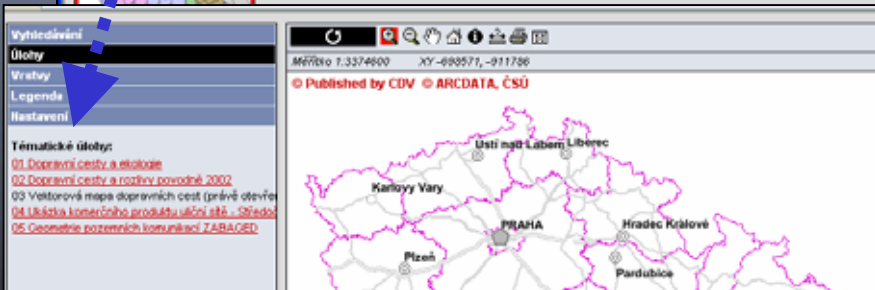 Vyhledávání
Úlohy
Vrstvy
Legenda
Nastavení
Tématické úlohy:
01 Dopravní cesty a ekologie
02 Dopravní cesty a rozlivy povodně 2002
03 Vektorová mapa dopravních cest (právě otevře
04 Ukázka komerčního produktu uliční sítě - Středoč
05 Geometrie pozemních komunikací ZABAGED
Měřítko 1:3374600 XY -698571, -911786
© Published by CDV © ARCDATA, ČSÚ
Ústí nad Labem
Liberec
Karlovy Vary
PRAHA
Hradec Králové
Plzeň
Pardubice